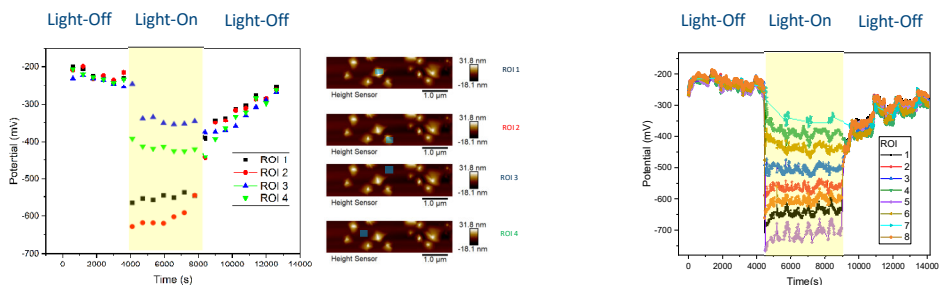 Light-Off Light-On Light-Off
-200
-300
-400
-500
-600
-700
Potential (mV)
0 4000 8000 12000
Time (s)
ROI 1
ROI 2
ROI 3
ROI 4
31.8 nm
-18.1 nm
Height Sensor 1.0 µm
ROI 1
31.8 nm
-18.1 nm
Height Sensor 1.0 µm
ROI 2
31.8 nm
-18.1 nm
Height Sensor 1.0 µm
ROI 3
31.8 nm
-18.1 nm
Height Sensor 1.0 µm
ROI 4
Light-Off Light-On Light-Off
-200
-300
-400
-500
-600
-700
Potential (mV)
0 2000 4000 6000 8000 10000 12000 14000
Time(s)
ROI
1
2
3
4
5
6
7
8